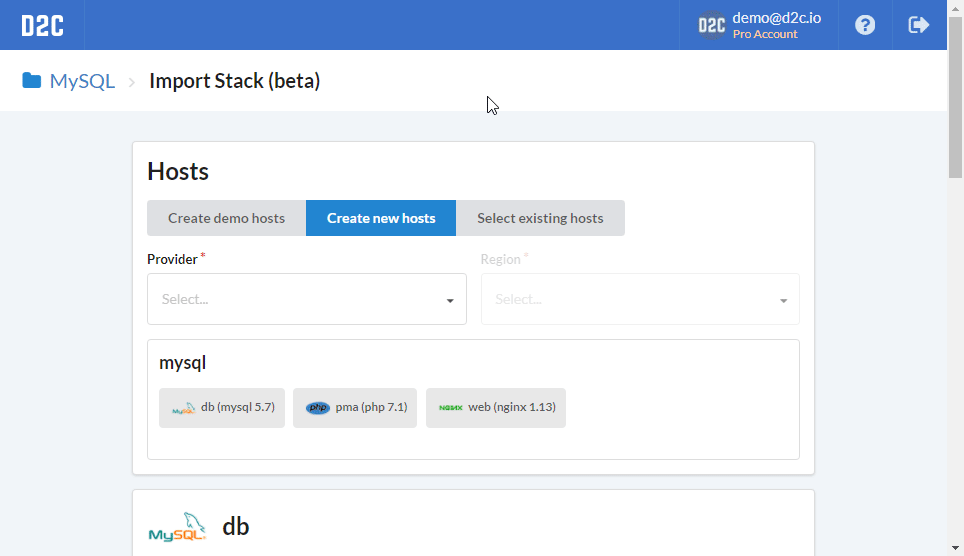 D2C
D2C
demo@d2c.io
Pro Account
?
MySQL > Import Stack (beta)
Hosts
Create demo hosts
Create new hosts
Select existing hosts
Provider *
Region *
Select...
Select...
mysql
MySQL
db (mysql 5.7)
php
pma (php 7.1)
NGINX
web (nginx 1.13)
MySQL
db